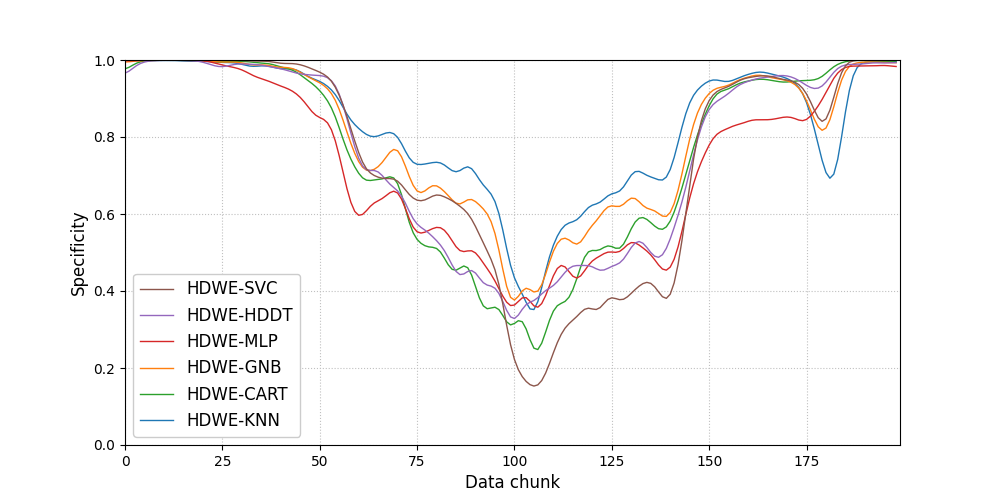 1.0
0.8
0.6
0.4
0.2
0.0
Specificity
HDWE-SVC
HDWE-HDDT
HDWE-MLP
HDWE-GNB
HDWE-CART
HDWE-KNN
0 25 50 75 100 125 150 175
Data chunk